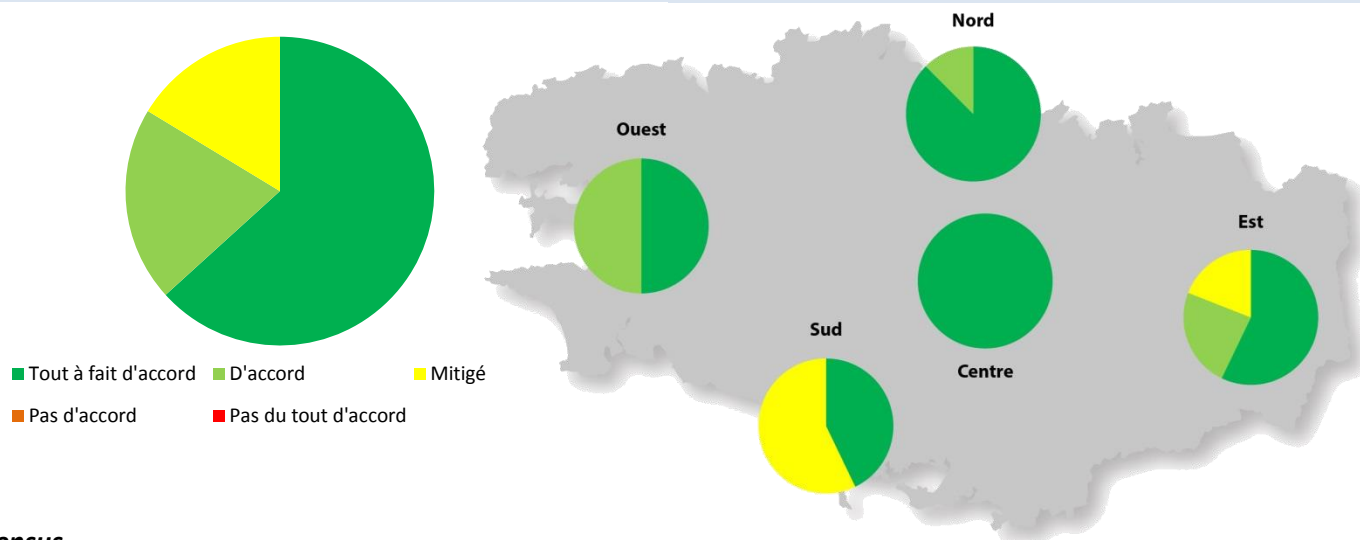 Nord
Ouest
Est
Sud
Centre
Tout à fait d'accord D'accord Mitigé
Pas d'accord Pas du tout d'accord